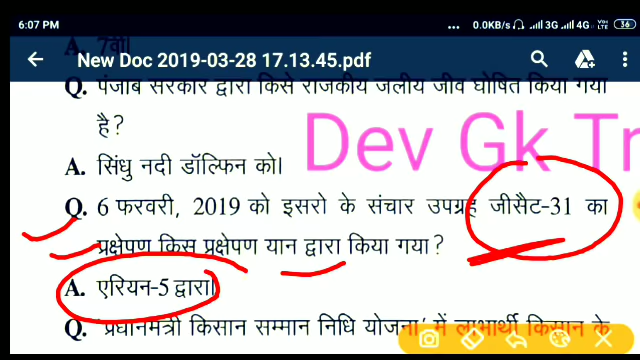 6:07 PM ... 0.0KB/s 3G 4G VoLTE 36
A. 7वीं।
New Doc 2019-03-28 17.13.45.pdf
Q. पंजाब सरकार द्वारा किसे राजकीय जलीय जीव घोषित किया गया
है?
Dev Gk Tr
A. सिंधु नदी डॉल्फिन को।
Q. 6 फरवरी, 2019 को इसरो के संचार उपग्रह जीसैट-31 का
प्रक्षेपण किस प्रक्षेपण यान द्वारा किया गया?
A. एरियन-5 द्वारा।
Q. 'प्रधानमंत्री किसान सम्मान निधि योजना' में लाभार्थी किसान के